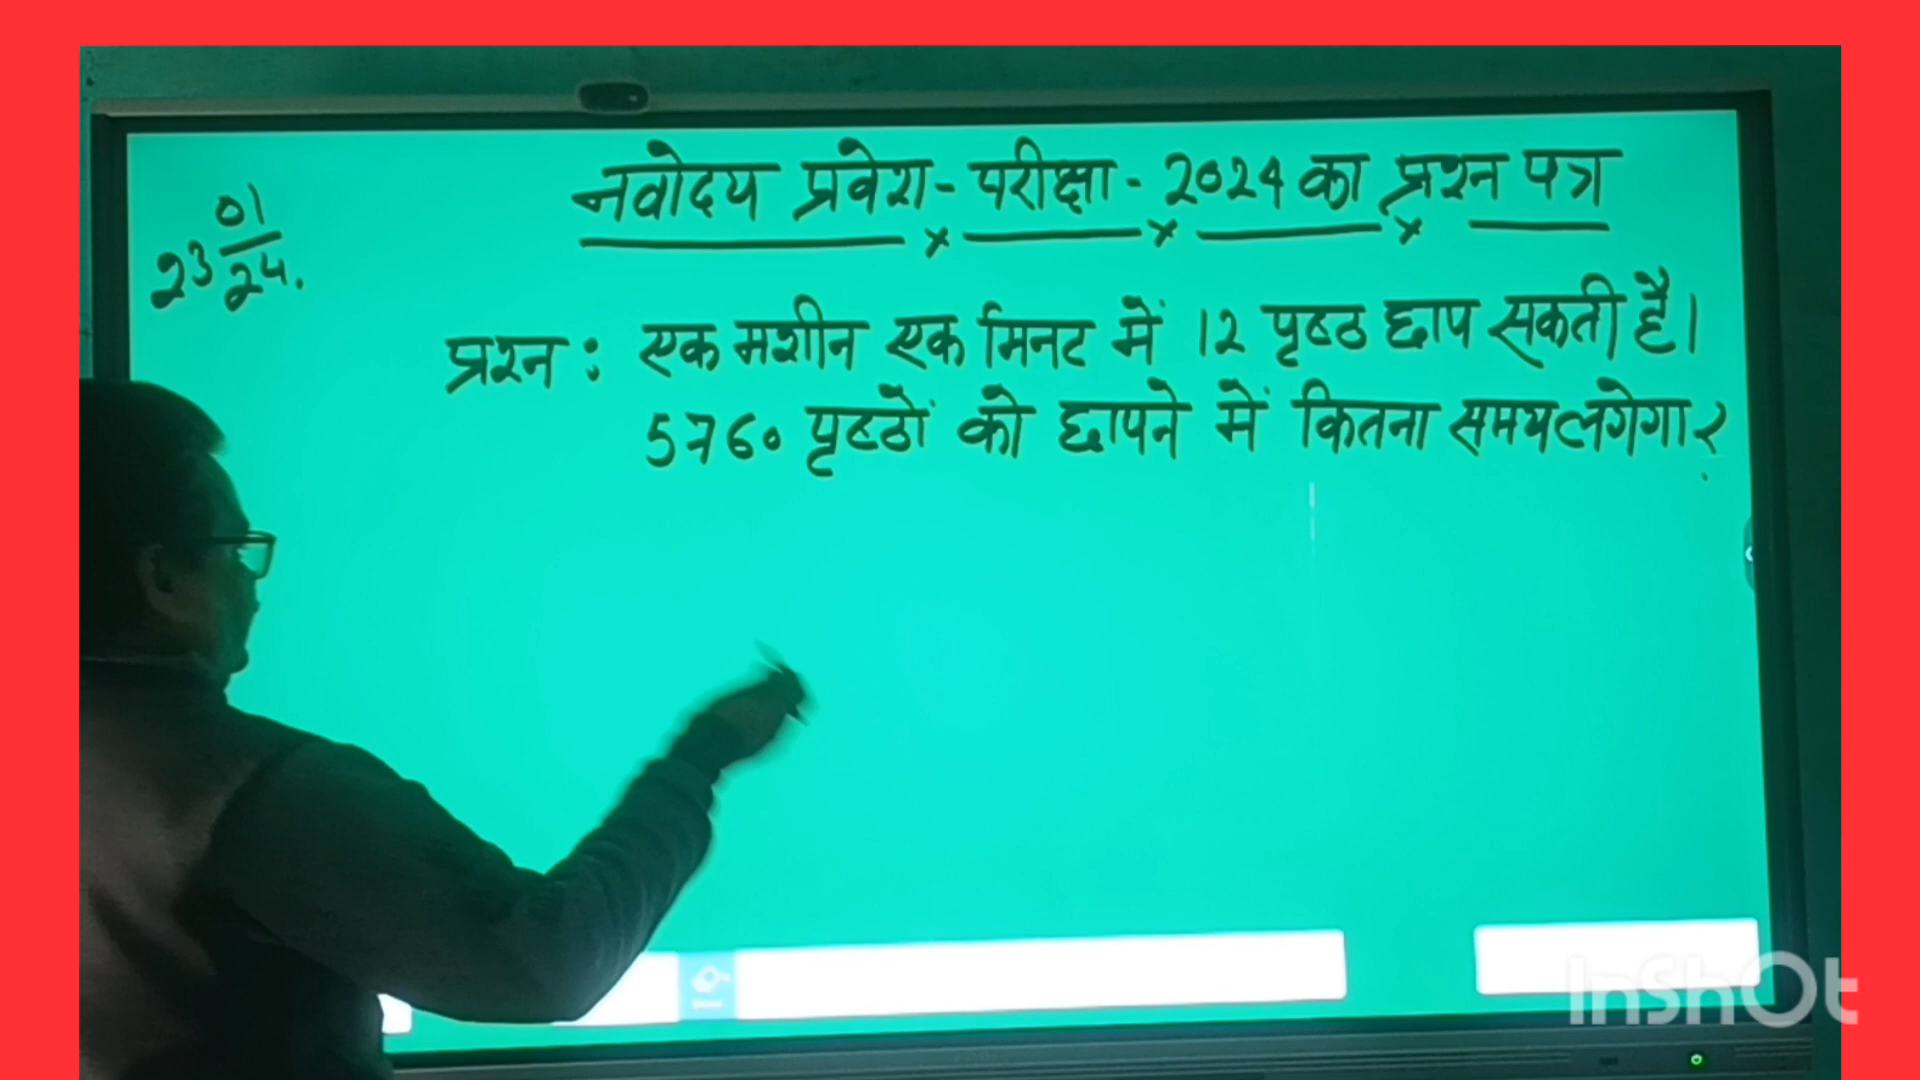 नवोदय प्रवेश-परीक्षा-2024 का प्रश्न पत्र
23 01/24.
प्रश्न : एक मशीन एक मिनट में 12 पृष्ठ छाप सकती है।
5760 पृष्ठों को छापने में कितना समय लगेगा?
InShOt